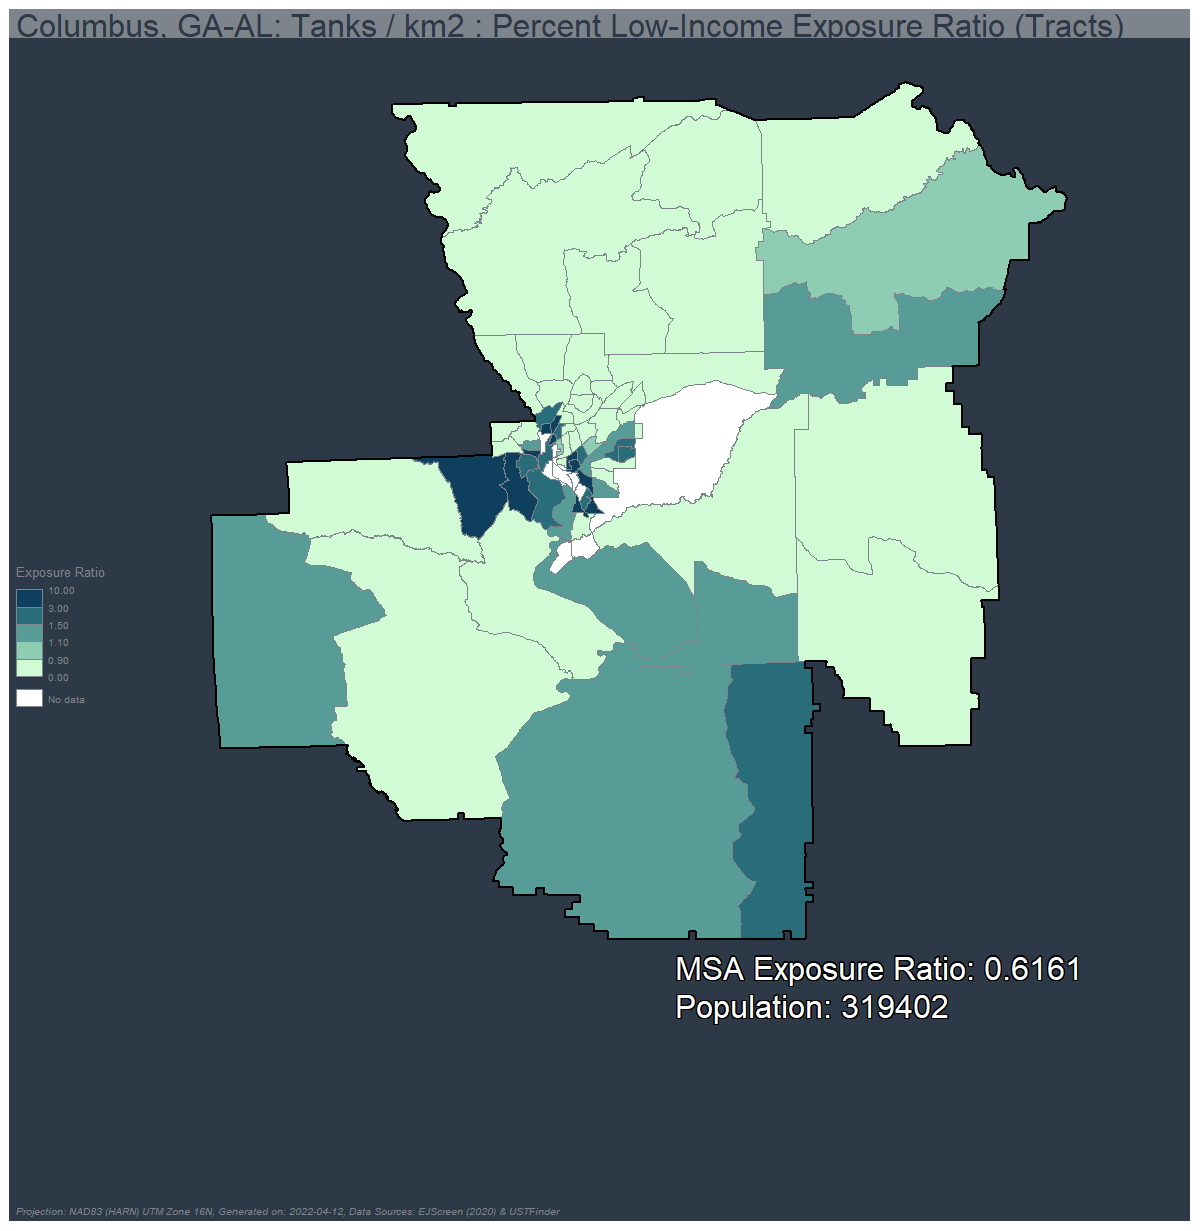 Columbus, GA-AL: Tanks / km2 : Percent Low-Income Exposure Ratio (Tracts)
Exposure Ratio
10.00
3.00
1.50
1.10
0.90
0.00
No data
MSA Exposure Ratio: 0.6161
Population: 319402
Projection: NAD83 (HARN) UTM Zone 16N, Generated on: 2022-04-12, Data Sources: EJScreen (2020) & USTFinder